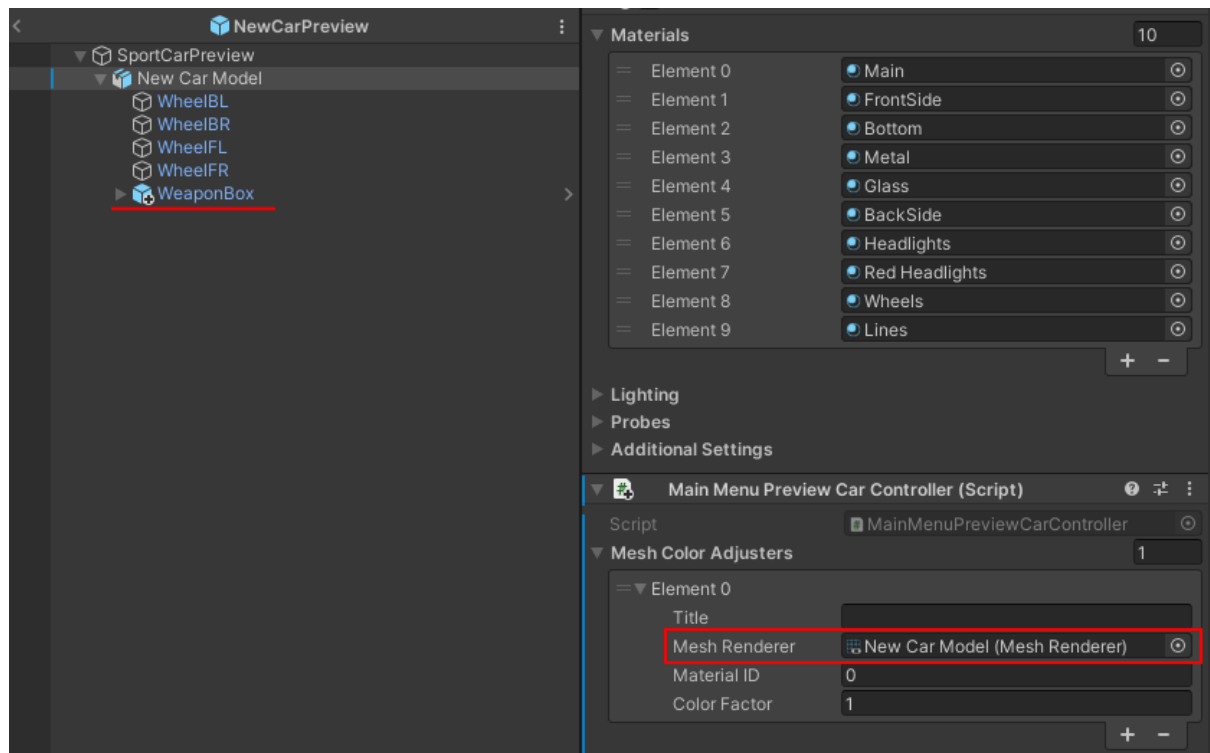 NewCarPreview
SportCarPreview
New Car Model
WheelBL
WheelBR
WheelFL
WheelFR
WeaponBox
Materials 10
Element 0 Main
Element 1 FrontSide
Element 2 Bottom
Element 3 Metal
Element 4 Glass
Element 5 BackSide
Element 6 Headlights
Element 7 Red Headlights
Element 8 Wheels
Element 9 Lines
Lighting
Probes
Additional Settings
Main Menu Preview Car Controller (Script)
Script MainMenuPreviewCarController
Mesh Color Adjusters 1
Element 0
Title
Mesh Renderer New Car Model (Mesh Renderer)
Material ID 0
Color Factor 1